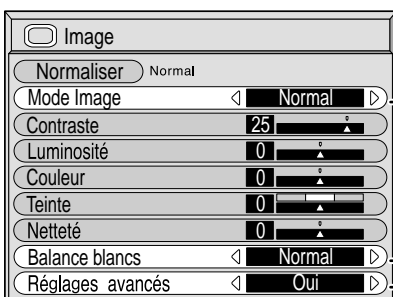 Image
Normaliser Normal
Mode Image Normal
Contraste 25
Luminosité 0
Couleur 0
Teinte 0
Netteté 0
Balance blancs Normal
Réglages avancés Oui